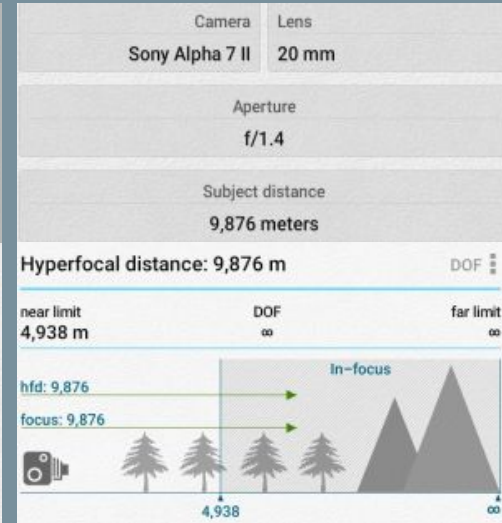 Camera Lens
Sony Alpha 7 II 20 mm
Aperture
f/1.4
Subject distance
9,876 meters
Hyperfocal distance: 9,876 m DOF
near limit DOF far limit
4,938 m ∞ ∞
In-focus
hfd: 9,876
focus: 9,876
4,938 ∞